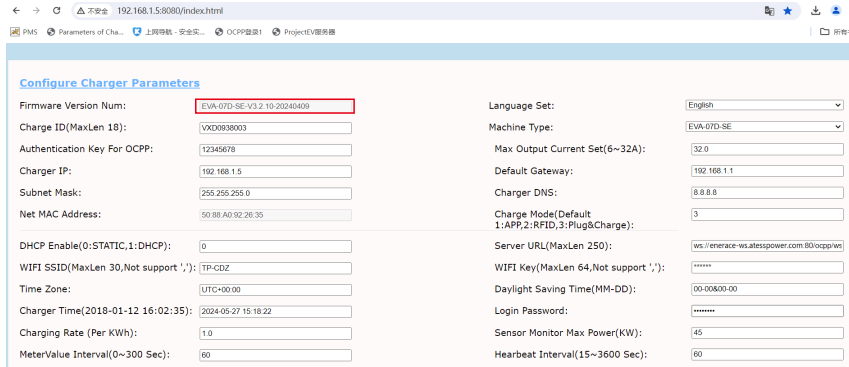 不安全 192.168.1.5:8080/index.html
PMS Parameters of Cha... 上网导航 - 安全实... OCPP登录1 ProjectEV服务器 所有
Configure Charger Parameters
Firmware Version Num: EVA-07D-SE-V3.2.10-20240409 Language Set: English
Charge ID(MaxLen 18): VXD0938003 Machine Type: EVA-07D-SE
Authentication Key For OCPP: 12345678 Max Output Current Set(6~32A): 32.0
Charger IP: 192.168.1.5 Default Gateway: 192.168.1.1
Subnet Mask: 255.255.255.0 Charger DNS: 8.8.8.8
Net MAC Address: 50:88:A0:92:26:35 Charge Mode(Default
1:APP,2:RFID,3:Plug&Charge): 3
DHCP Enable(0:STATIC,1:DHCP): 0 Server URL(MaxLen 250): ws://enerace-ws.atesspower.com:80/ocpp/ws
WIFI SSID(MaxLen 30,Not support ','): TP-CDZ WIFI Key(MaxLen 64,Not support ','): ******
Time Zone: UTC+00:00 Daylight Saving Time(MM-DD): 00-00&00-00
Charger Time(2018-01-12 16:02:35): 2024-05-27 15:18:22 Login Password: ••••••••
Charging Rate (Per KWh): 1.0 Sensor Monitor Max Power(KW): 45
MeterValue Interval(0~300 Sec): 60 Hearbeat Interval(15~3600 Sec): 60